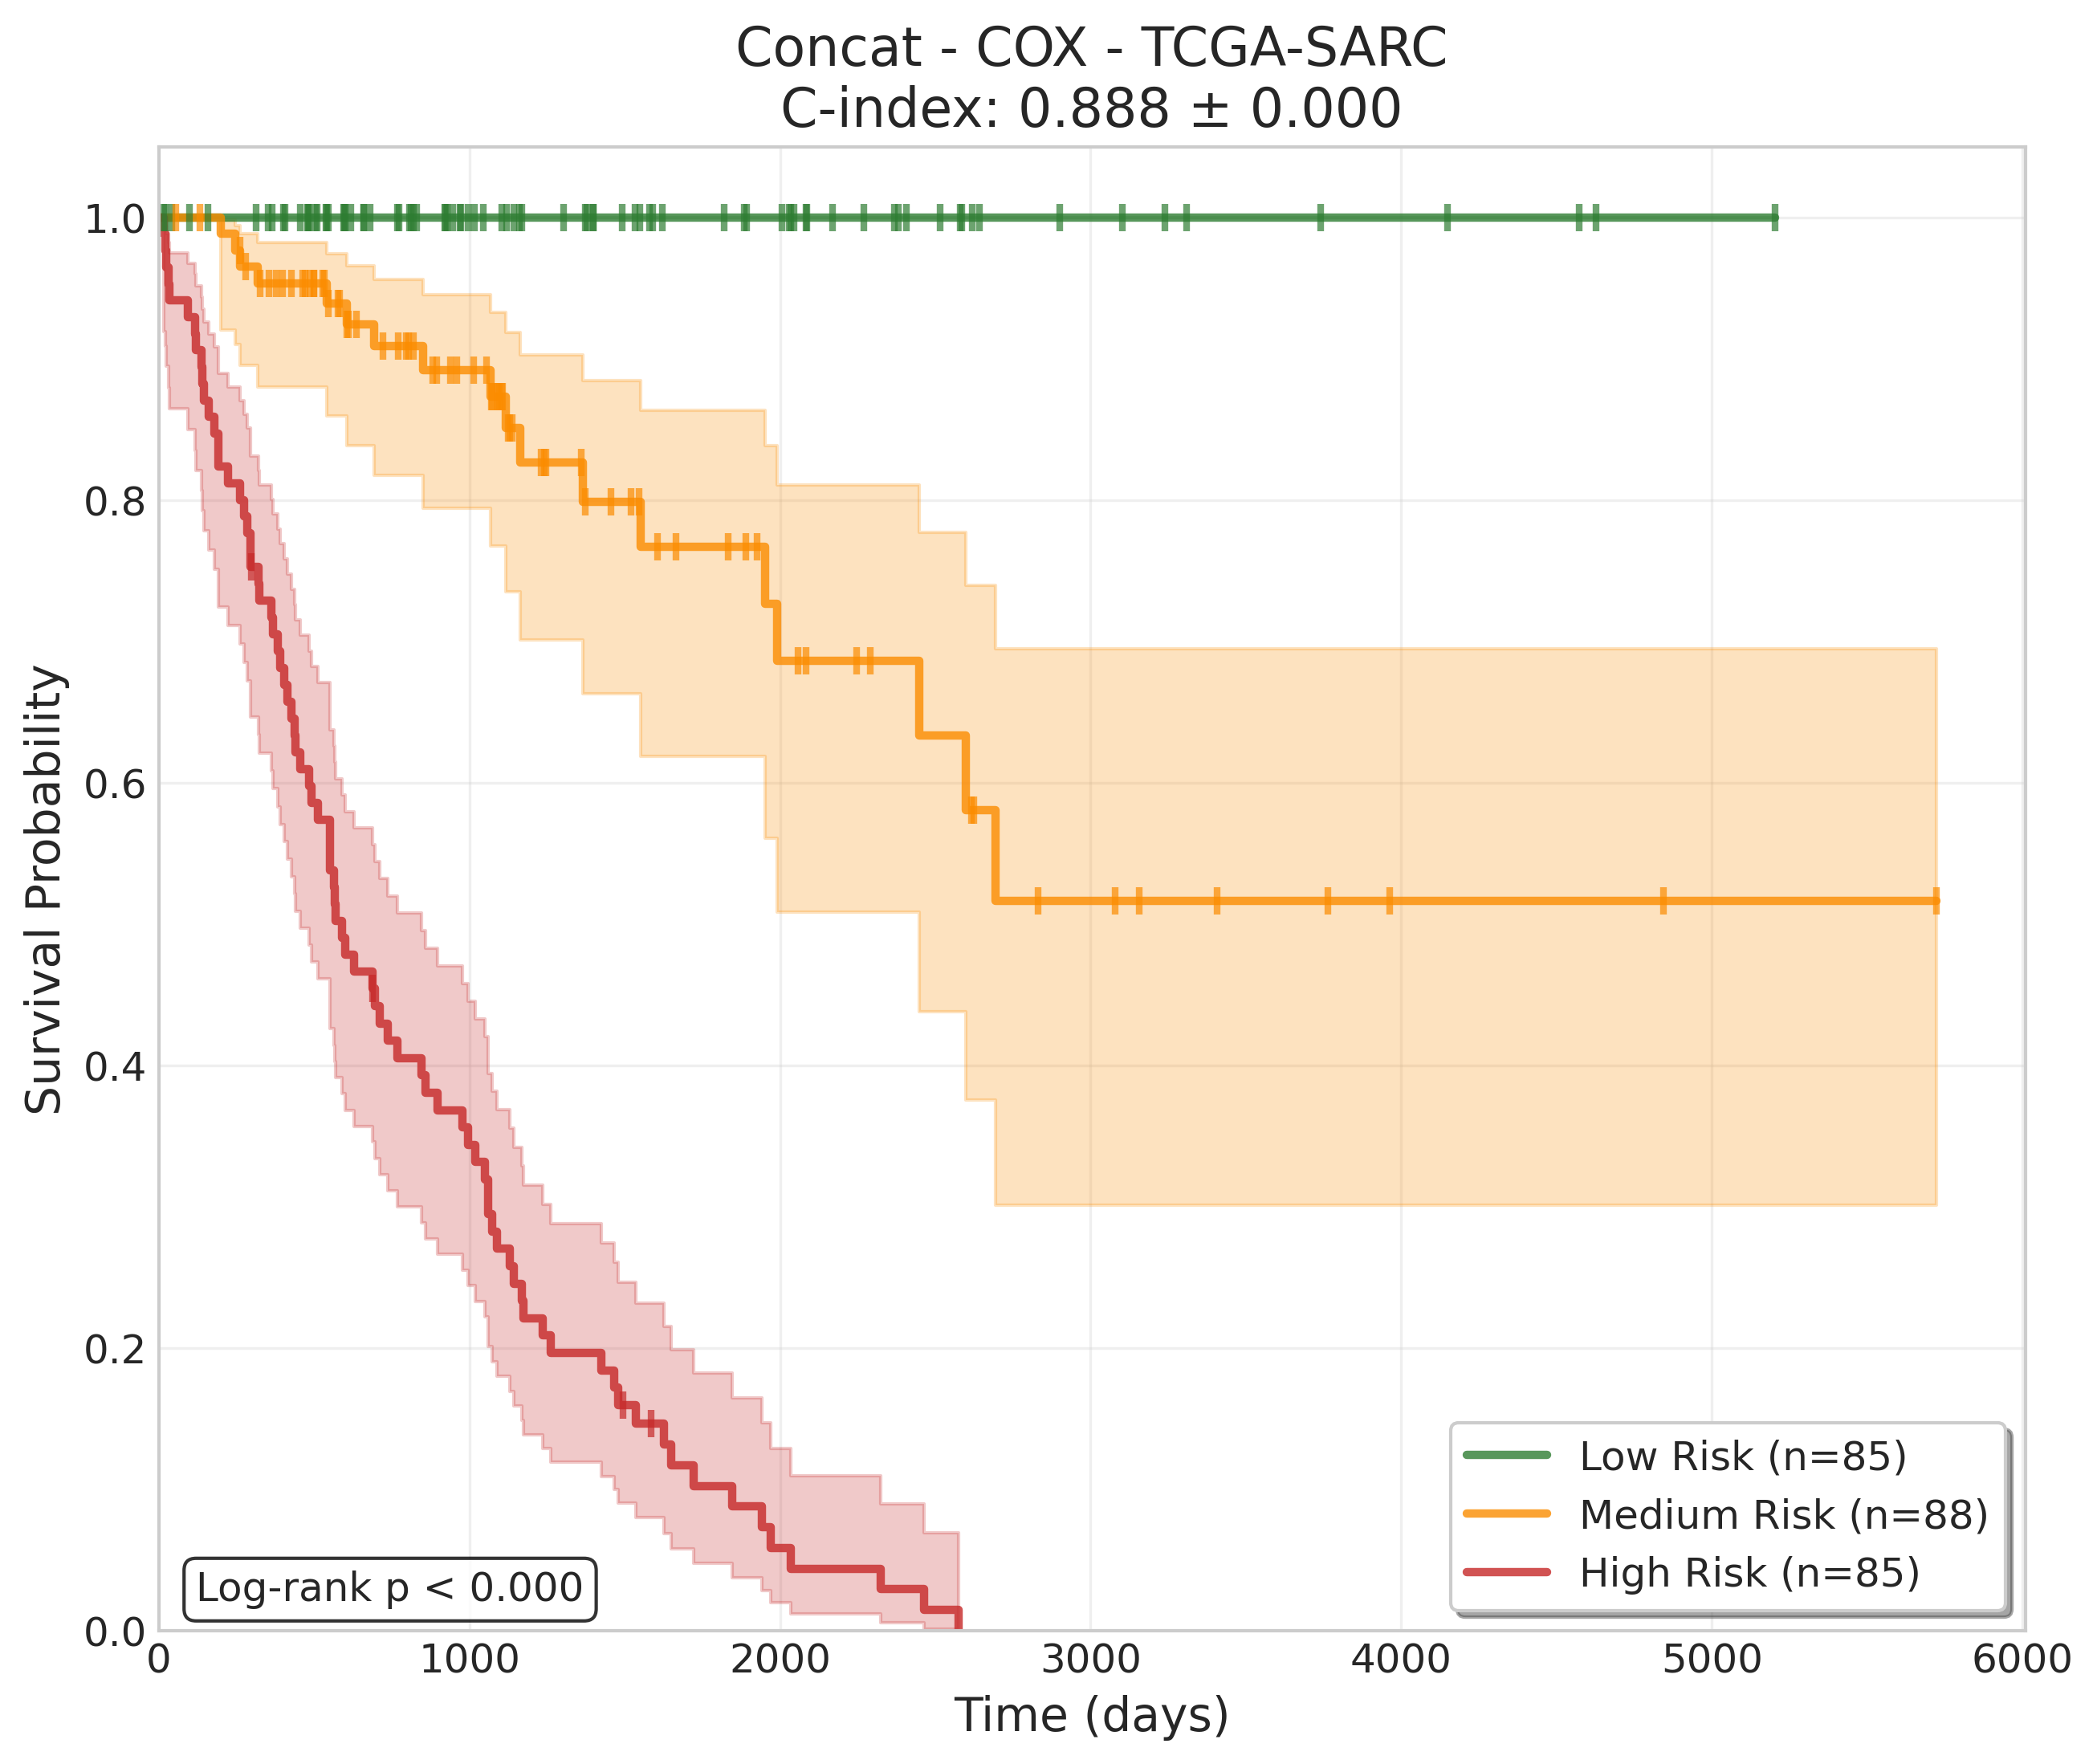 Concat - COX - TCGA-SARC
C-index: 0.888 ± 0.000
Survival Probability
1.0
0.8
0.6
0.4
0.2
0.0
Log-rank p < 0.000
Low Risk (n=85)
Medium Risk (n=88)
High Risk (n=85)
0 1000 2000 3000 4000 5000 6000
Time (days)